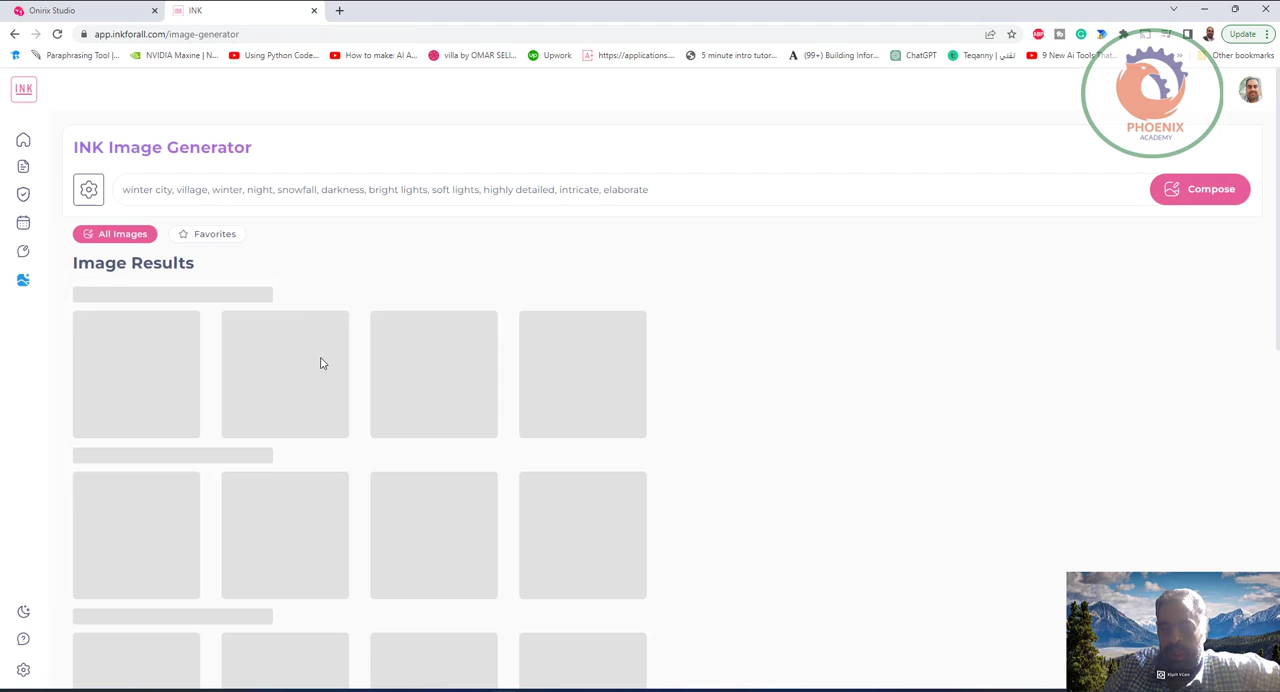 Onirix Studio
INK
app.inkforall.com/image-generator
Update
Paraphrasing Tool |...
NVIDIA Maxine | N...
Using Python Code...
How to make: AI A...
villa by OMAR SELI...
Upwork
https://applications....
5 minute intro tutor...
(99+) Building Infor...
ChatGPT
Teqanny | تقني
9 New Ai Tools That...
Other bookmarks
INK
PHOENIX
ACADEMY
INK Image Generator
winter city, village, winter, night, snowfall, darkness, bright lights, soft lights, highly detailed, intricate, elaborate
Compose
All Images
Favorites
Image Results
XSplit VCam